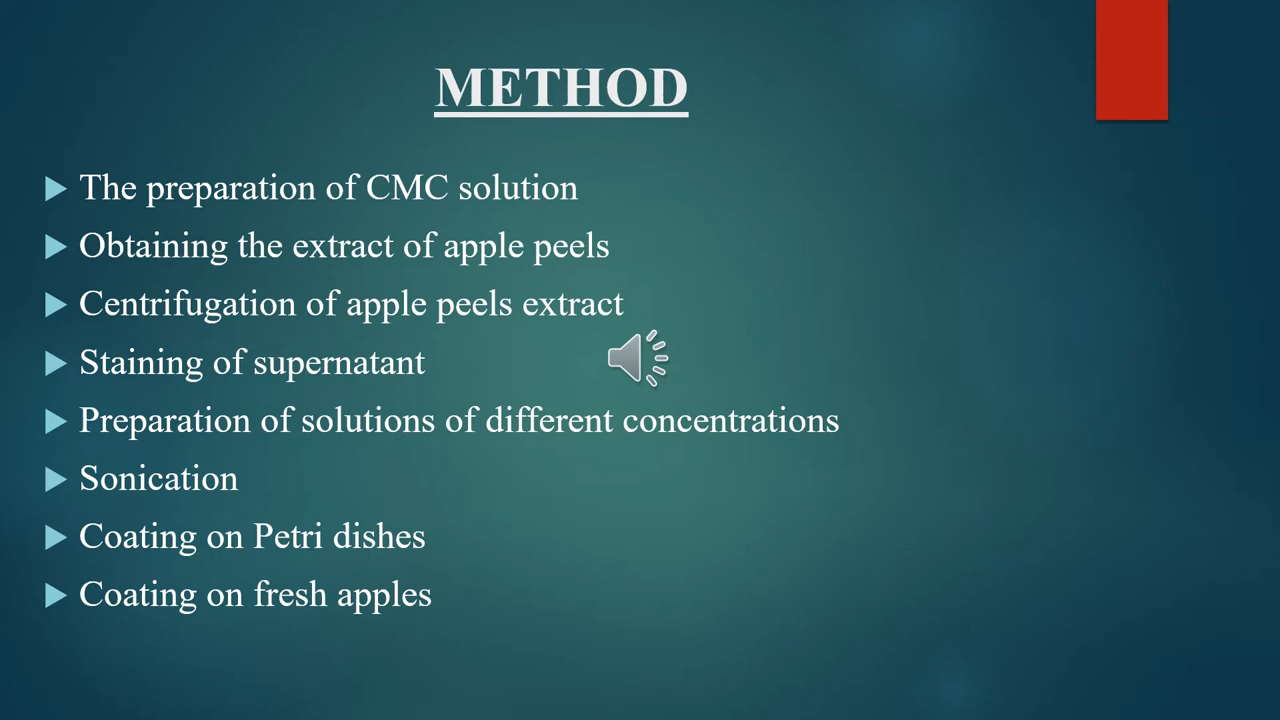 METHOD
The preparation of CMC solution
Obtaining the extract of apple peels
Centrifugation of apple peels extract
Staining of supernatant
Preparation of solutions of different concentrations
Sonication
Coating on Petri dishes
Coating on fresh apples